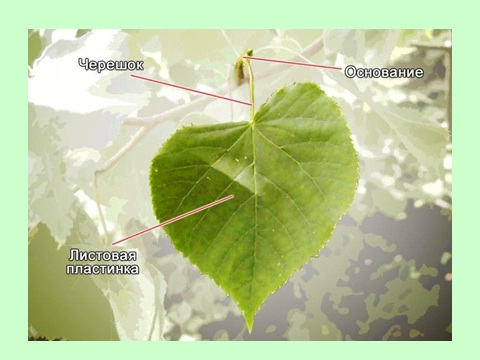 Черешок
Основание
Листовая
пластинка